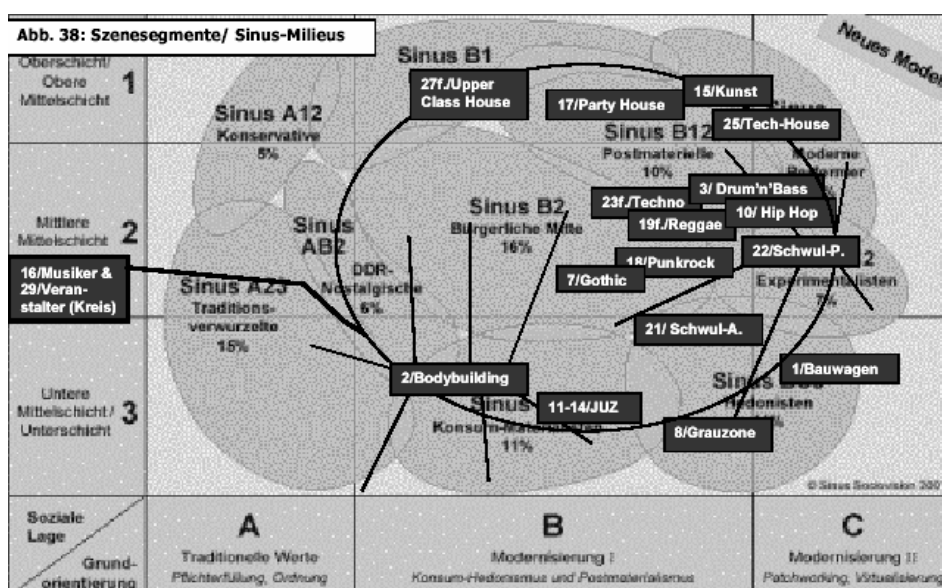 Abb. 38: Szenesegmente/ Sinus-Milieus
Neues Model
Oberschicht/
Obere
Mittelschicht
1
Sinus B1
27f./Upper
Class House
17/Party House
15/Kunst
25/Tech-House
Sinus A12
Konservative
5%
Sinus B12
Postmaterielle
10%
Moderne
3/ Drum'n'Bass
23f./Techno
19f./Reggae
10/ Hip Hop
Mittlere
Mittelschicht
2
Sinus
AB2
DDR-
Nostalgische
6%
Sinus B2
Bürgerliche Mitte
16%
22/Schwul-P.
18/Punkrock
7/Gothic
Experimentalisten
16/Musiker &
29/Veran-
stalter (Kreis)
Sinus A23
Traditions-
verwurzelte
15%
21/ Schwul-A.
1/Bauwagen
2/Bodybuilding
11-14/JUZ
8/Grauzone
Untere
Mittelschicht/
Unterschicht
3
Sinus
Konsum-Materialisten
11%
Sinus
Hedonisten
© Sinus Sociovision 200
Soziale
Lage
Grund-
orientierung
A
Traditionelle Werte
Pflichterfüllung, Ordnung
B
Modernisierung I
Konsum-Hedonismus und Postmaterialismus
C
Modernisierung II
Patchworking, Virtualisierung